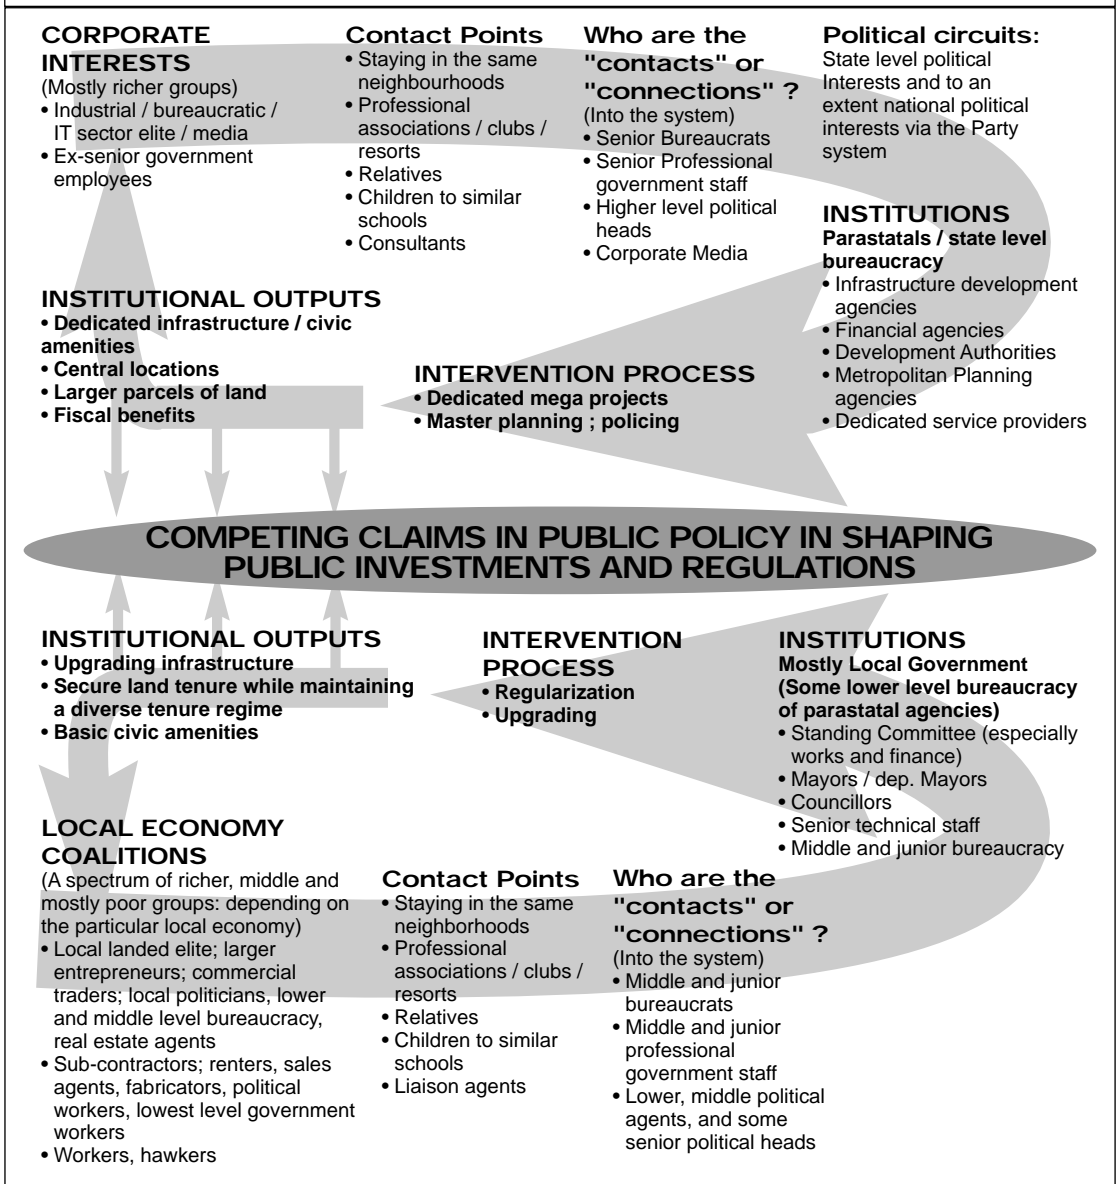 CORPORATE
INTERESTS
(Mostly richer groups)
• Industrial / bureaucratic /
IT sector elite / media
• Ex-senior government
employees
Contact Points
• Staying in the same
neighbourhoods
• Professional
associations / clubs /
resorts
• Relatives
• Children to similar
schools
• Consultants
Who are the
"contacts" or
"connections" ?
(Into the system)
• Senior Bureaucrats
• Senior Professional
government staff
• Higher level political
heads
• Corporate Media
Political circuits:
State level political
Interests and to an
extent national political
interests via the Party
system
INSTITUTIONS
Parastatals / state level
bureaucracy
• Infrastructure development
agencies
• Financial agencies
• Development Authorities
• Metropolitan Planning
agencies
• Dedicated service providers
INSTITUTIONAL OUTPUTS
• Dedicated infrastructure / civic
amenities
• Central locations
• Larger parcels of land
• Fiscal benefits
INTERVENTION PROCESS
• Dedicated mega projects
• Master planning ; policing
COMPETING CLAIMS IN PUBLIC POLICY IN SHAPING
PUBLIC INVESTMENTS AND REGULATIONS
INSTITUTIONAL OUTPUTS
• Upgrading infrastructure
• Secure land tenure while maintaining
a diverse tenure regime
• Basic civic amenities
INTERVENTION
PROCESS
• Regularization
• Upgrading
INSTITUTIONS
Mostly Local Government
(Some lower level bureaucracy
of parastatal agencies)
• Standing Committee (especially
works and finance)
• Mayors / dep. Mayors
• Councillors
• Senior technical staff
• Middle and junior bureaucracy
LOCAL ECONOMY
COALITIONS
(A spectrum of richer, middle and
mostly poor groups: depending on
the particular local economy)
• Local landed elite; larger
entrepreneurs; commercial
traders; local politicians, lower
and middle level bureaucracy,
real estate agents
• Sub-contractors; renters, sales
agents, fabricators, political
workers, lowest level government
workers
• Workers, hawkers
Contact Points
• Staying in the same
neighborhoods
• Professional
associations / clubs /
resorts
• Relatives
• Children to similar
schools
• Liaison agents
Who are the
"contacts" or
"connections" ?
(Into the system)
• Middle and junior
bureaucrats
• Middle and junior
professional
government staff
• Lower, middle political
agents, and some
senior political heads